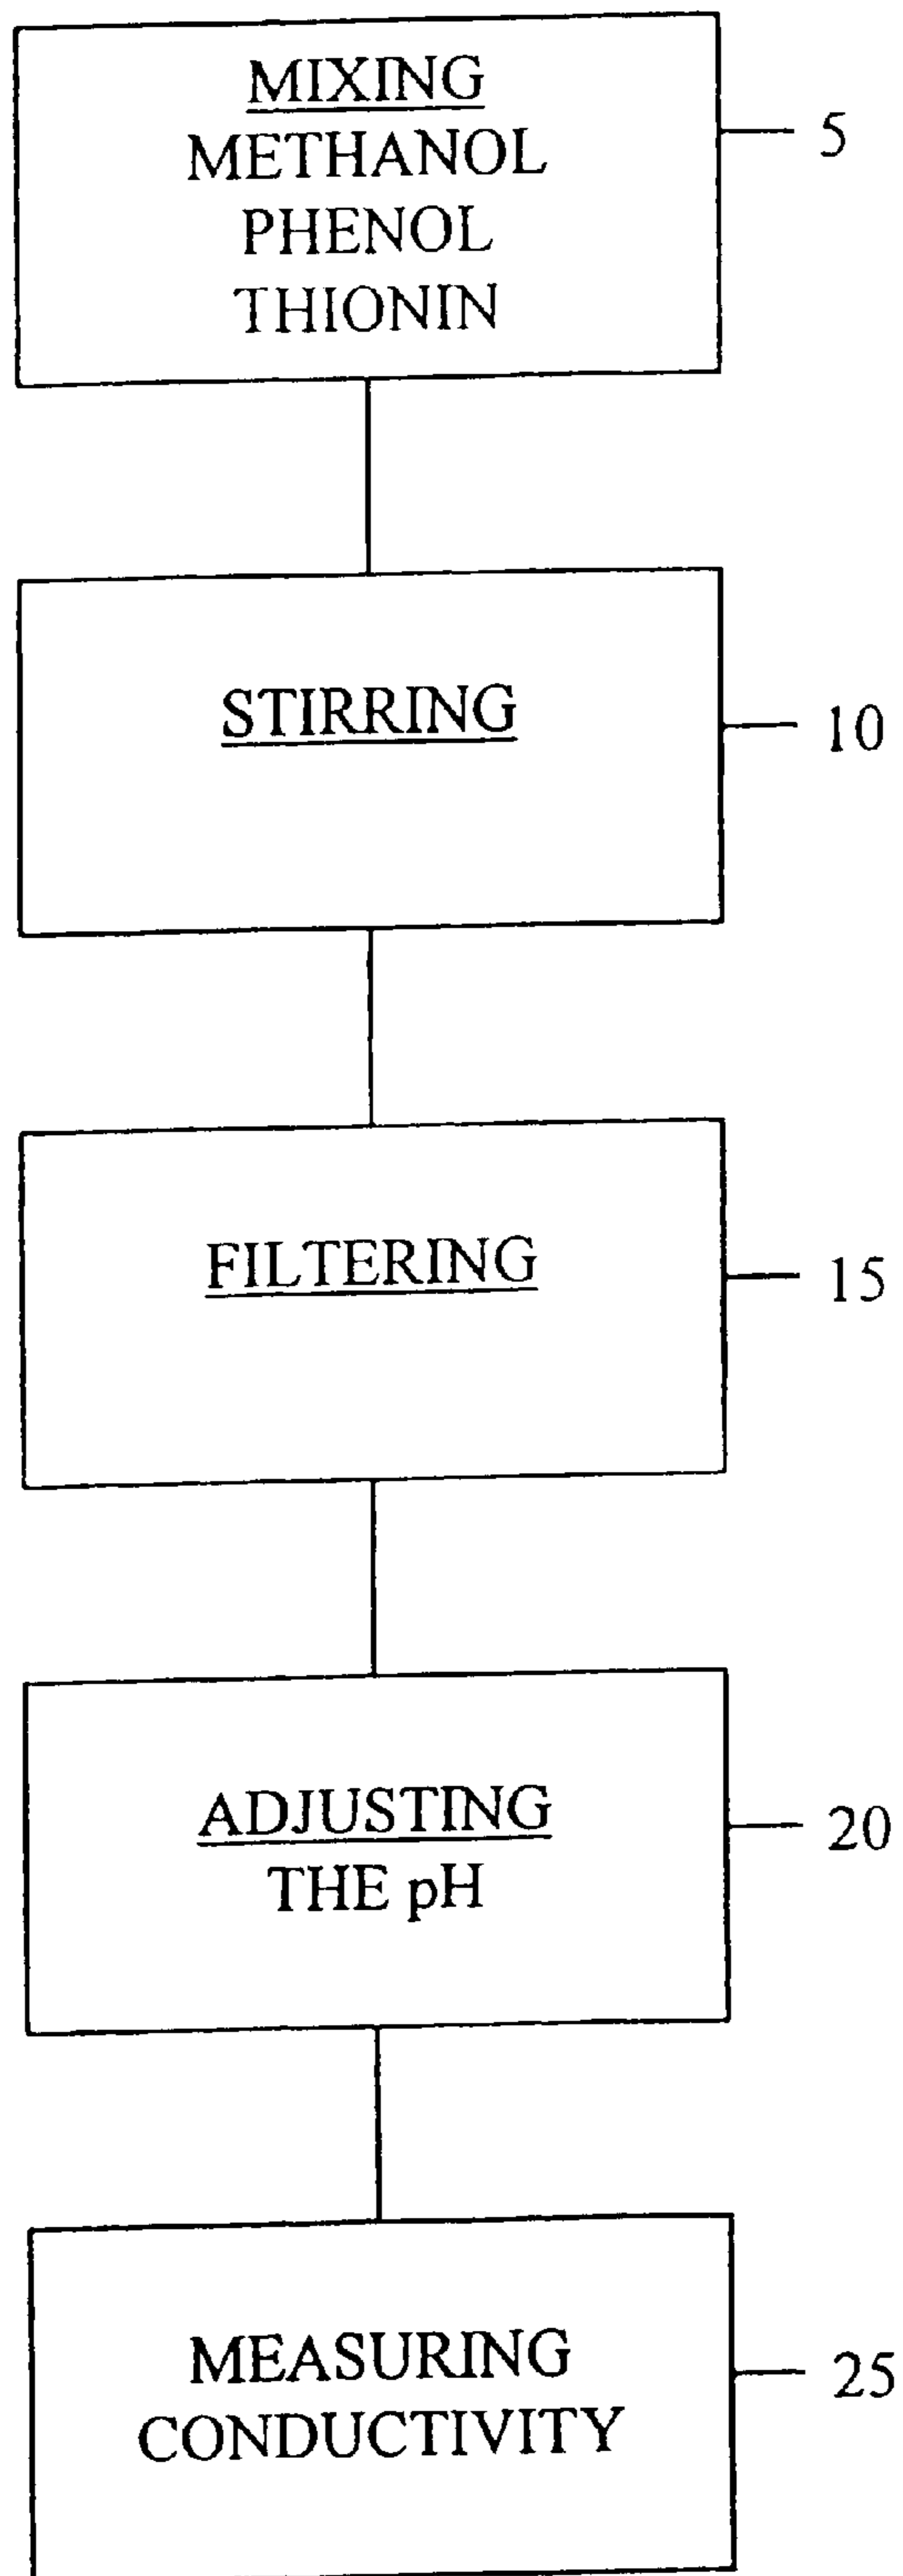 MIXING
METHANOL
PHENOL
THIONIN
5
STIRRING
10
FILTERING
15
ADJUSTING
THE pH
20
MEASURING
CONDUCTIVITY
25